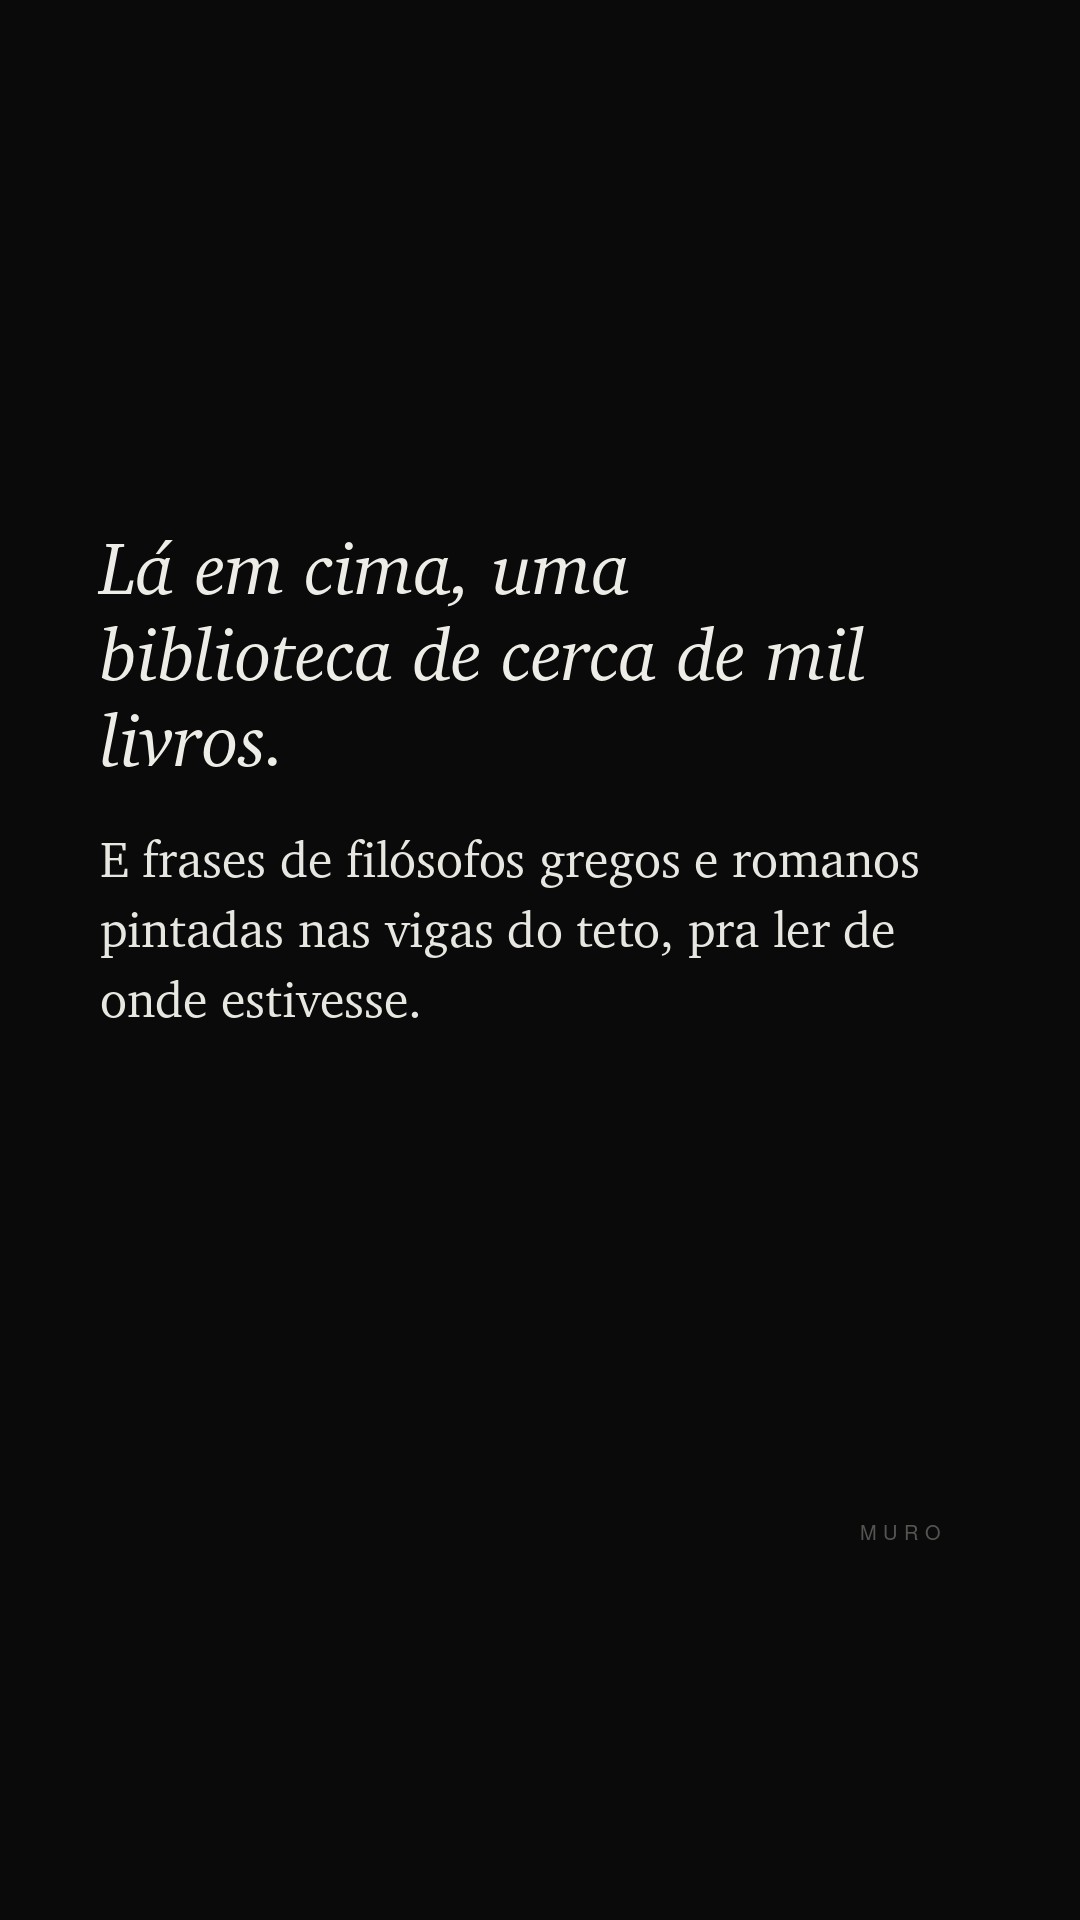 Lá em cima, uma
biblioteca de cerca de mil
livros.
E frases de filósofos gregos e romanos
pintadas nas vigas do teto, pra ler de
onde estivesse.
MURO